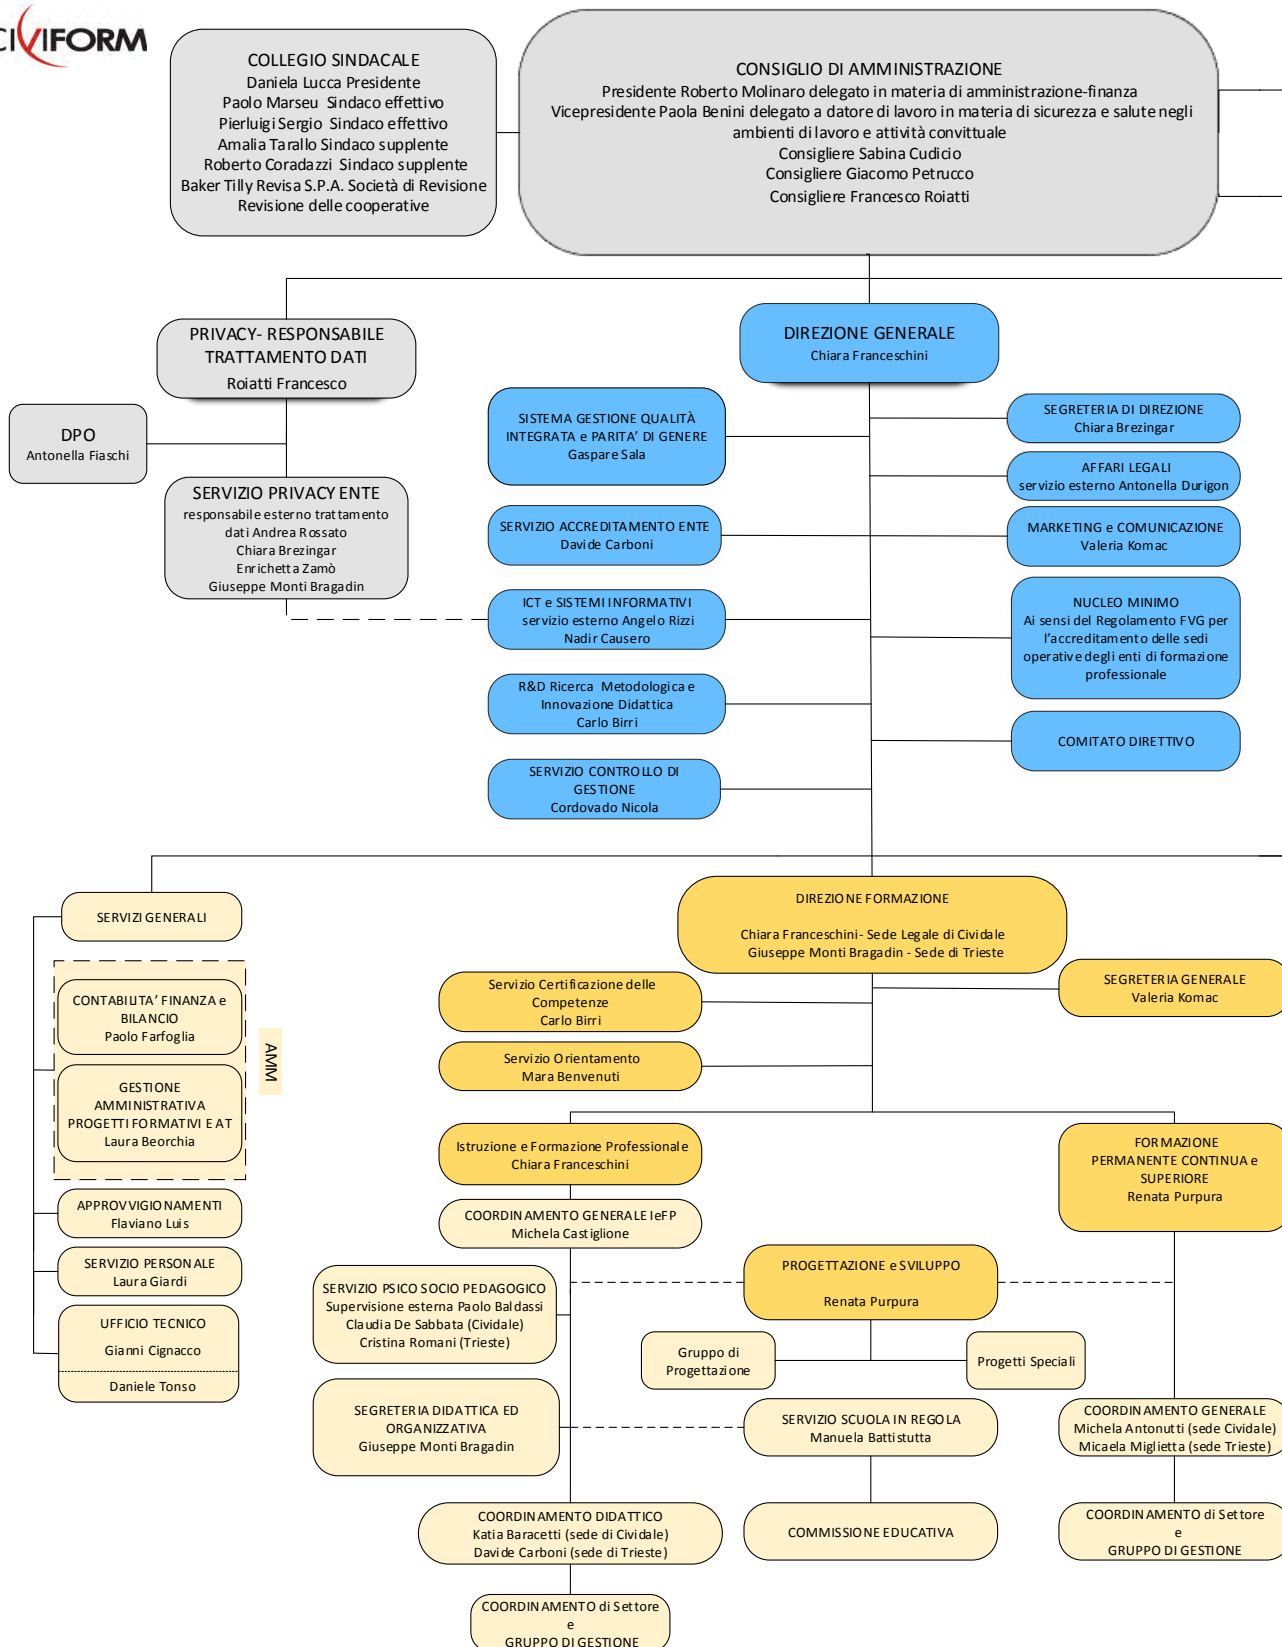 CIVIFORM
COLLEGIO SINDACALE
Daniela Lucca Presidente
Paolo Marseu Sindaco effettivo
Pierluigi Sergio Sindaco effettivo
Amalia Tarallo Sindaco supplente
Roberto Coradazzi Sindaco supplente
Baker Tilly Revisa S.P.A. Società di Revisione
Revisione delle cooperative
CONSIGLIO DI AMMINISTRAZIONE
Presidente Roberto Molinaro delegato in materia di amministrazione-finanza
Vicepresidente Paola Benini delegato a datore di lavoro in materia di sicurezza e salute negli
ambienti di lavoro e attività convittuale
Consigliere Sabina Cudicio
Consigliere Giacomo Petrucco
Consigliere Francesco Roiatti
PRIVACY- RESPONSABILE
TRATTAMENTO DATI
Roiatti Francesco
DIREZIONE GENERALE
Chiara Franceschini
DPO
Antonella Fiaschi
SERVIZIO PRIVACY ENTE
responsabile esterno trattamento
dati Andrea Rossato
Chiara Brezingar
Enrichetta Zamò
Giuseppe Monti Bragadin
SISTEMA GESTIONE QUALITÀ
INTEGRATA e PARITA' DI GENERE
Gaspare Sala
SEGRETERIA DI DIREZIONE
Chiara Brezingar
AFFARI LEGALI
servizio esterno Antonella Durigon
SERVIZIO ACCREDITAMENTO ENTE
Davide Carboni
MARKETING e COMUNICAZIONE
Valeria Komac
ICT e SISTEMI INFORMATIVI
servizio esterno Angelo Rizzi
Nadir Causero
NUCLEO MINIMO
Ai sensi del Regolamento FVG per
l'accreditamento delle sedi
operative degli enti di formazione
professionale
R&D Ricerca Metodologica e
Innovazione Didattica
Carlo Birri
COMITATO DIRETTIVO
SERVIZIO CONTROLLO DI
GESTIONE
Cordovado Nicola
SERVIZI GENERALI
CONTABILITA' FINANZA e
BILANCIO
Paolo Farfoglia
GESTIONE
AMMINISTRATIVA
PROGETTI FORMATIVI E AT
Laura Beorchia
AMM
APPROVVIGIONAMENTI
Flaviano Luis
SERVIZIO PERSONALE
Laura Giardi
UFFICIO TECNICO
Gianni Cignacco
Daniele Tonso
DIREZIONE FORMAZIONE
Chiara Franceschini- Sede Legale di Cividale
Giuseppe Monti Bragadin - Sede di Trieste
Servizio Certificazione delle
Competenze
Carlo Birri
SEGRETERIA GENERALE
Valeria Komac
Servizio Orientamento
Mara Benvenuti
Istruzione e Formazione Professionale
Chiara Franceschini
FORMAZIONE
PERMANENTE CONTINUA e
SUPERIORE
Renata Purpura
COORDINAMENTO GENERALE IeFP
Michela Castiglione
PROGETTAZIONE e SVILUPPO
Renata Purpura
SERVIZIO PSICO SOCIO PEDAGOGICO
Supervisione esterna Paolo Baldassi
Claudia De Sabbata (Cividale)
Cristina Romani (Trieste)
Gruppo di
Progettazione
Progetti Speciali
SEGRETERIA DIDATTICA ED
ORGANIZZATIVA
Giuseppe Monti Bragadin
SERVIZIO SCUOLA IN REGOLA
Manuela Battistutta
COORDINAMENTO GENERALE
Michela Antonutti (sede Cividale)
Micaela Miglietta (sede Trieste)
COORDINAMENTO DIDATTICO
Katia Baracetti (sede di Cividale)
Davide Carboni (sede di Trieste)
COMMISSIONE EDUCATIVA
COORDINAMENTO di Settore
e
GRUPPO DI GESTIONE
COORDINAMENTO di Settore
e
GRUPPO DI GESTIONE